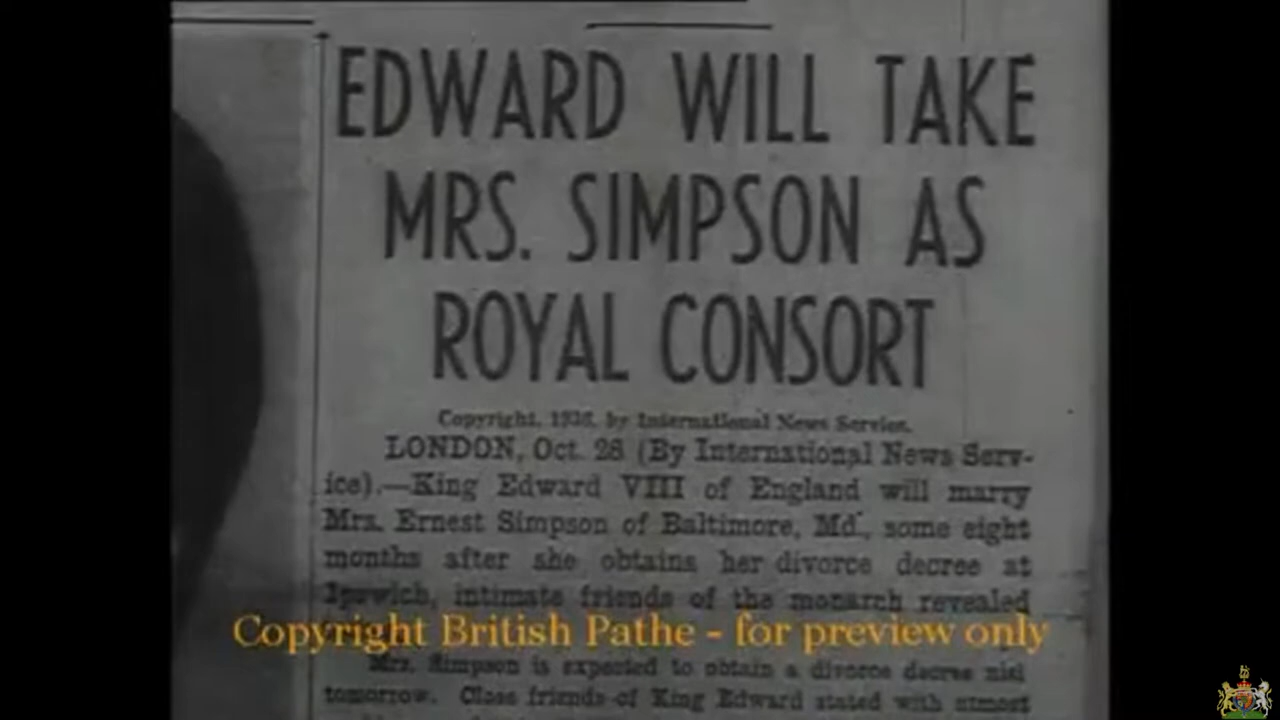 EDWARD WILL TAKE
MRS. SIMPSON AS
ROYAL CONSORT
Copyright, 1936, by International News Service.
LONDON, Oct. 28 (By International News Serv-
ice).—King Edward VIII of England will marry
Mrs. Ernest Simpson of Baltimore, Md., some eight
months after she obtains her divorce decree at
Ipswich, intimate friends of the monarch revealed
Copyright British Pathe - for preview only
Mrs. Simpson is expected to obtain a divorce decree nisi
tomorrow. Close friends of King Edward stated with utmost